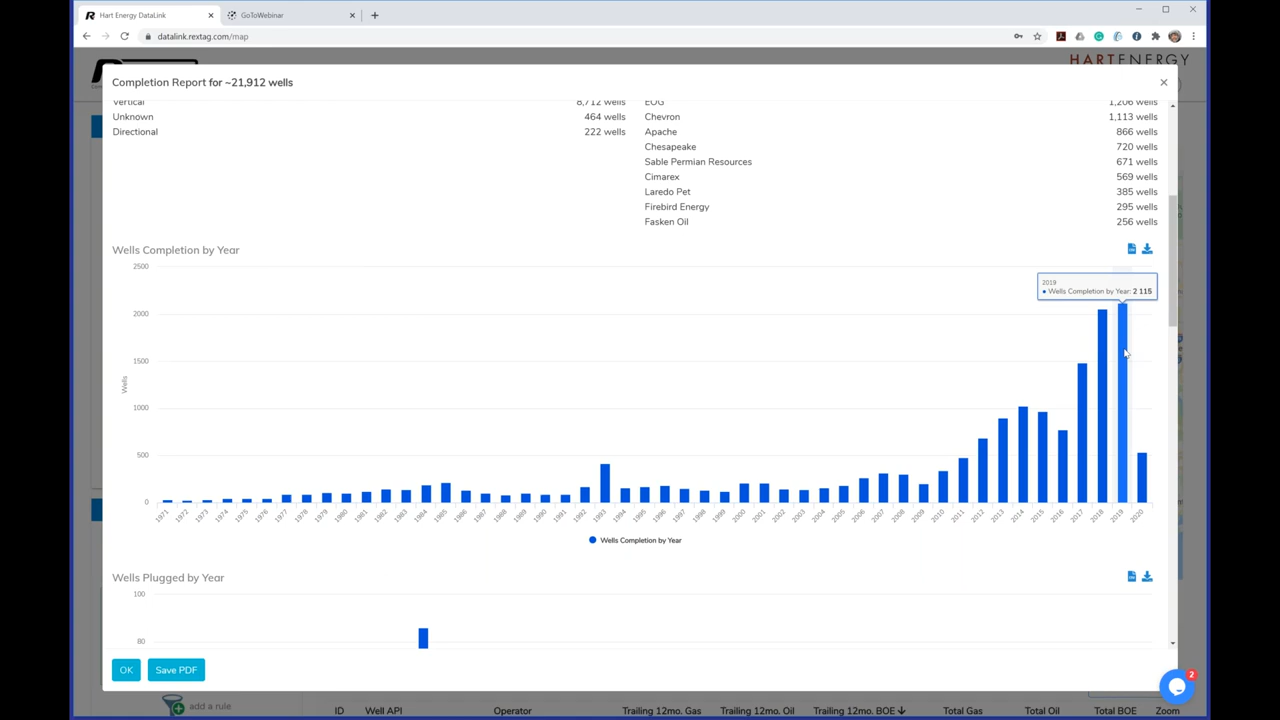 Hart Energy DataLink
GoToWebinar
datalink.rextag.com/map
HARTENERGY
Completion Report for ~21,912 wells
Vertical 8,712 wells
Unknown 464 wells
Directional 222 wells
EOG 1,206 wells
Chevron 1,113 wells
Apache 866 wells
Chesapeake 720 wells
Sable Permian Resources 671 wells
Cimarex 569 wells
Laredo Pet 385 wells
Firebird Energy 295 wells
Fasken Oil 256 wells
Wells Completion by Year
2500
2000
1500
1000
500
0
Wells
2019
Wells Completion by Year: 2 115
1971 1972 1973 1974 1975 1976 1977 1978 1979 1980 1981 1982 1983 1984 1985 1986 1987 1988 1989 1990 1991 1992 1993 1994 1995 1996 1997 1998 1999 2000 2001 2002 2003 2004 2005 2006 2007 2008 2009 2010 2011 2012 2013 2014 2015 2016 2017 2018 2019 2020
Wells Completion by Year
Wells Plugged by Year
100
80
OK
Save PDF
2
add a rule
ID Well API Operator Trailing 12mo. Gas Trailing 12mo. Oil Trailing 12mo. BOE Total Gas Total Oil Total BOE Zoom